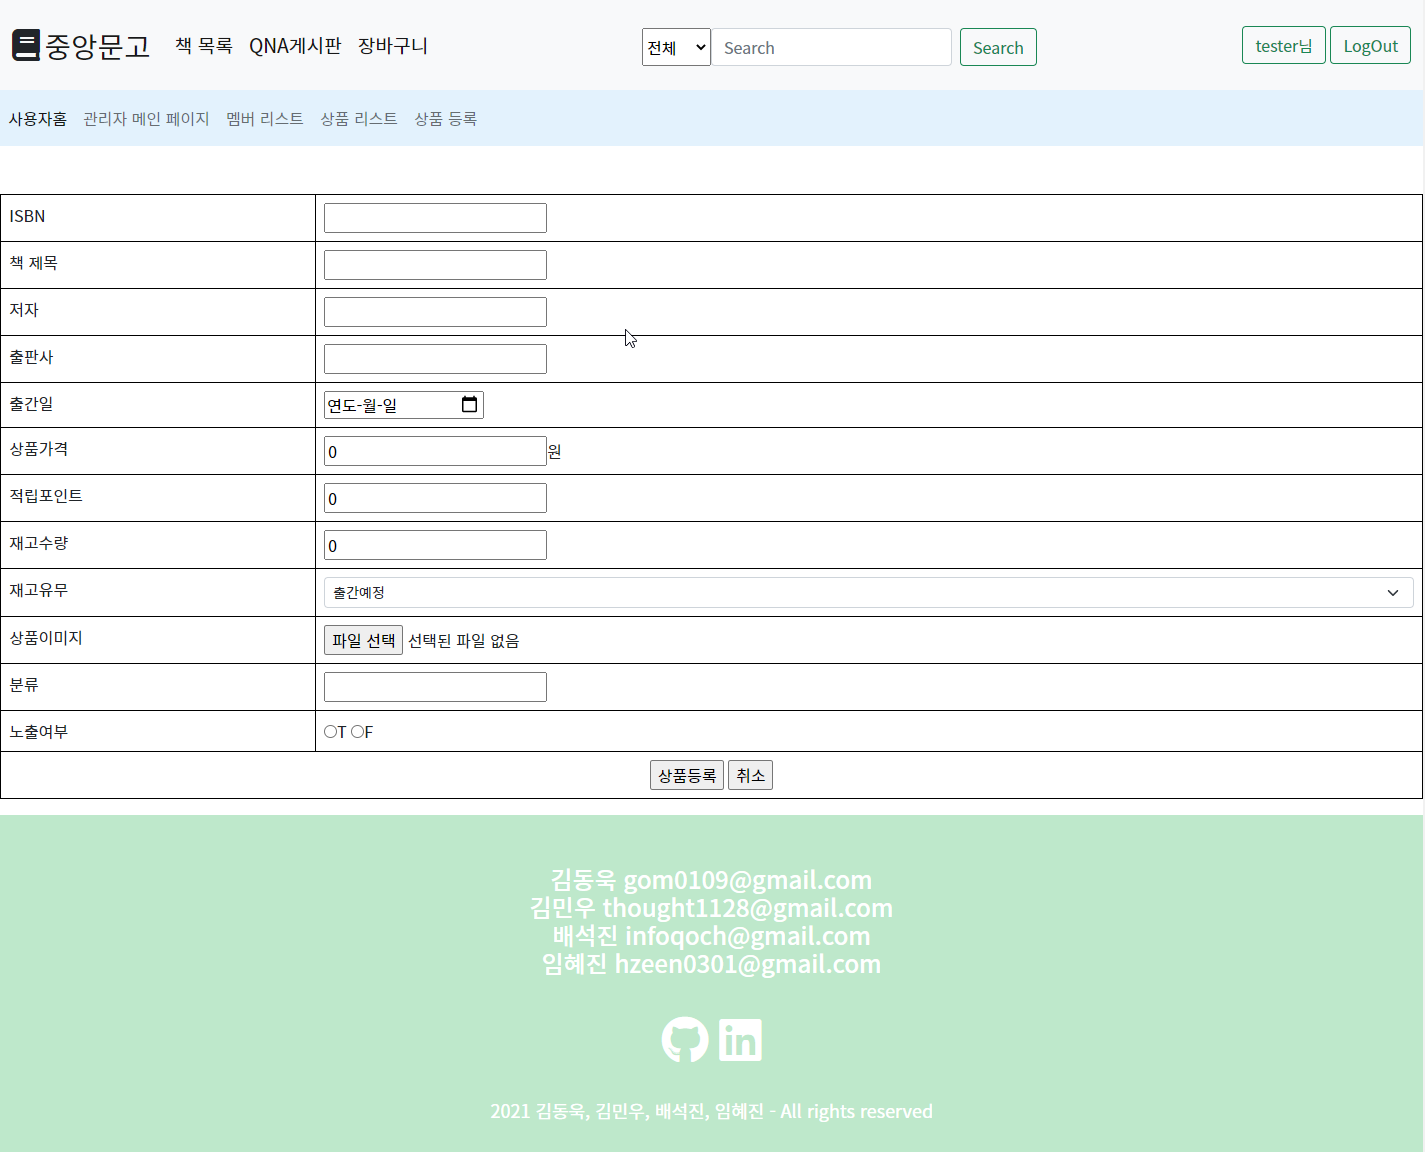 중앙문고 책 목록 QNA게시판 장바구니 전체 Search Search tester님 LogOut
사용자홈 관리자 메인 페이지 멤버 리스트 상품 리스트 상품 등록
ISBN
책 제목
저자
출판사
출간일 연도-월-일
상품가격 0 원
적립포인트 0
재고수량 0
재고유무 출간예정
상품이미지 파일 선택 선택된 파일 없음
분류
노출여부 T F
상품등록 취소
김동욱 gom0109@gmail.com
김민우 thought1128@gmail.com
배석진 infoqoch@gmail.com
임혜진 hzeen0301@gmail.com
in
2021 김동욱, 김민우, 배석진, 임혜진 - All rights reserved